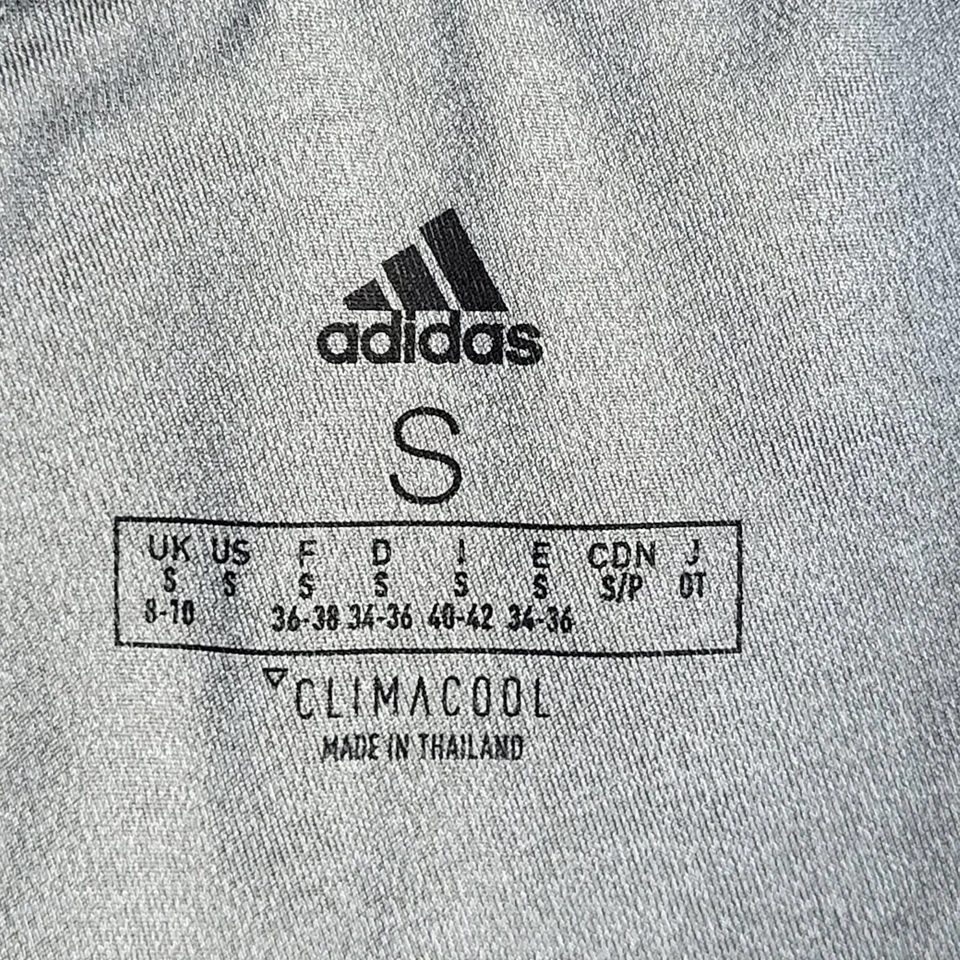 adidas
S
UK US F D I E CDN J
S S S S S S S/P OT
8-10 36-38 34-36 40-42 34-36
CLIMACOOL
MADE IN THAILAND